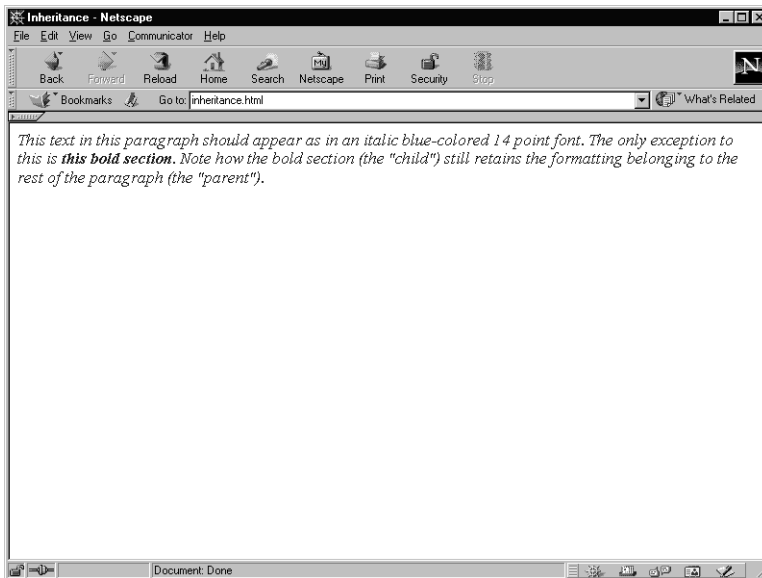 Inheritance - Netscape
File Edit View Go Communicator Help
My
N
Back Forward Reload Home Search Netscape Print Security Stop
Bookmarks Go to: inheritance.html What's Related
This text in this paragraph should appear as in an italic blue-colored 14 point font. The only exception to
this is this bold section. Note how the bold section (the "child") still retains the formatting belonging to the
rest of the paragraph (the "parent").
Document: Done